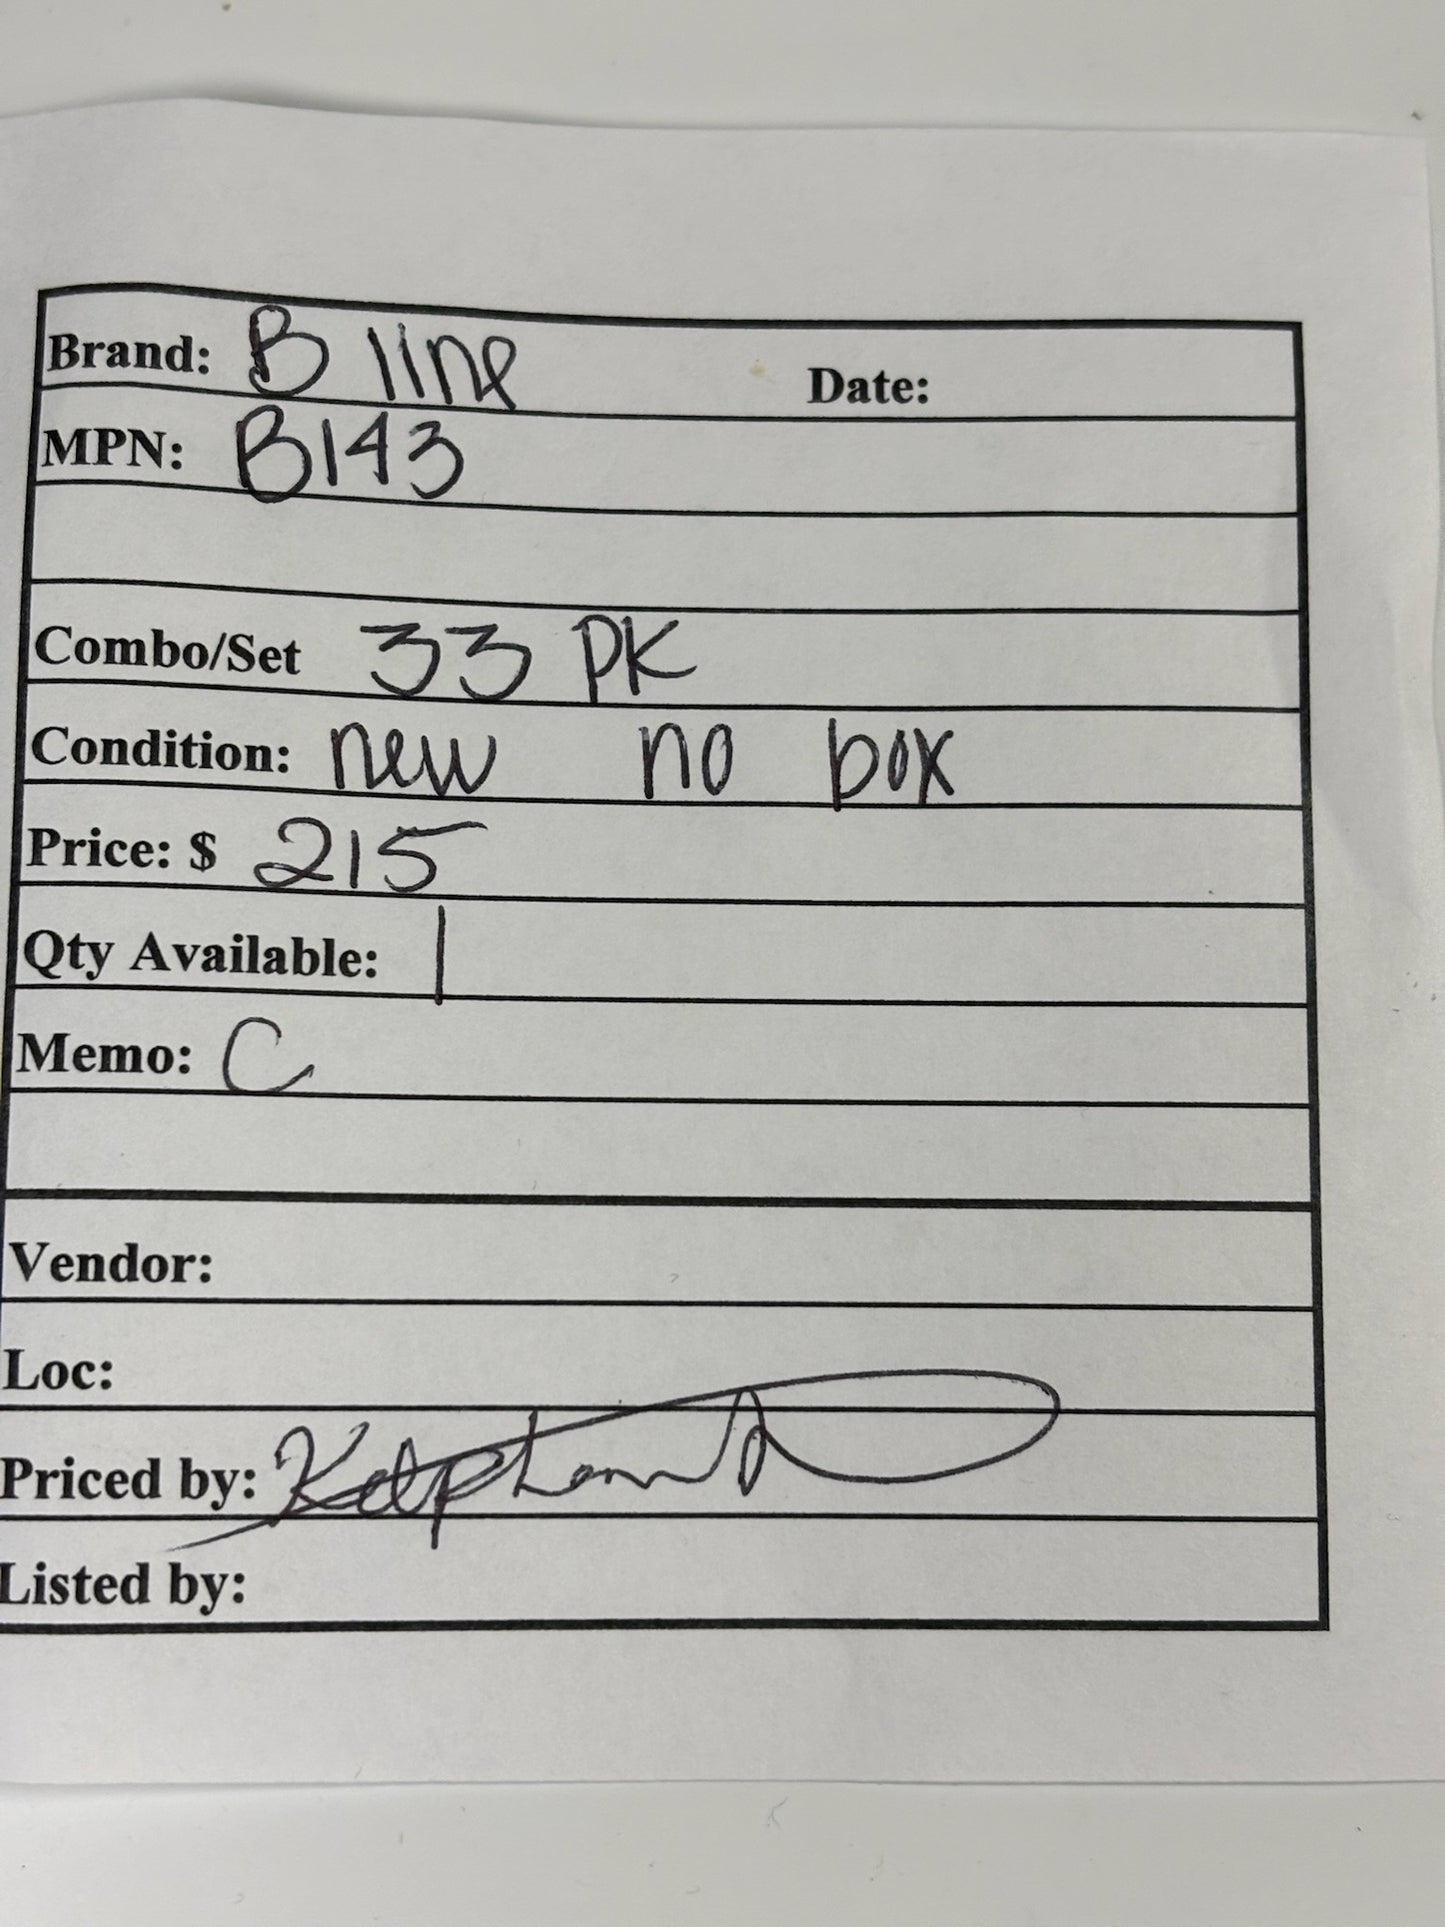 Brand: B line Date:
MPN: B143
Combo/Set 33 PK
Condition: new no box
Price: $ 215
Qty Available: 1
Memo: C
Vendor:
Loc:
Priced by:
Listed by: